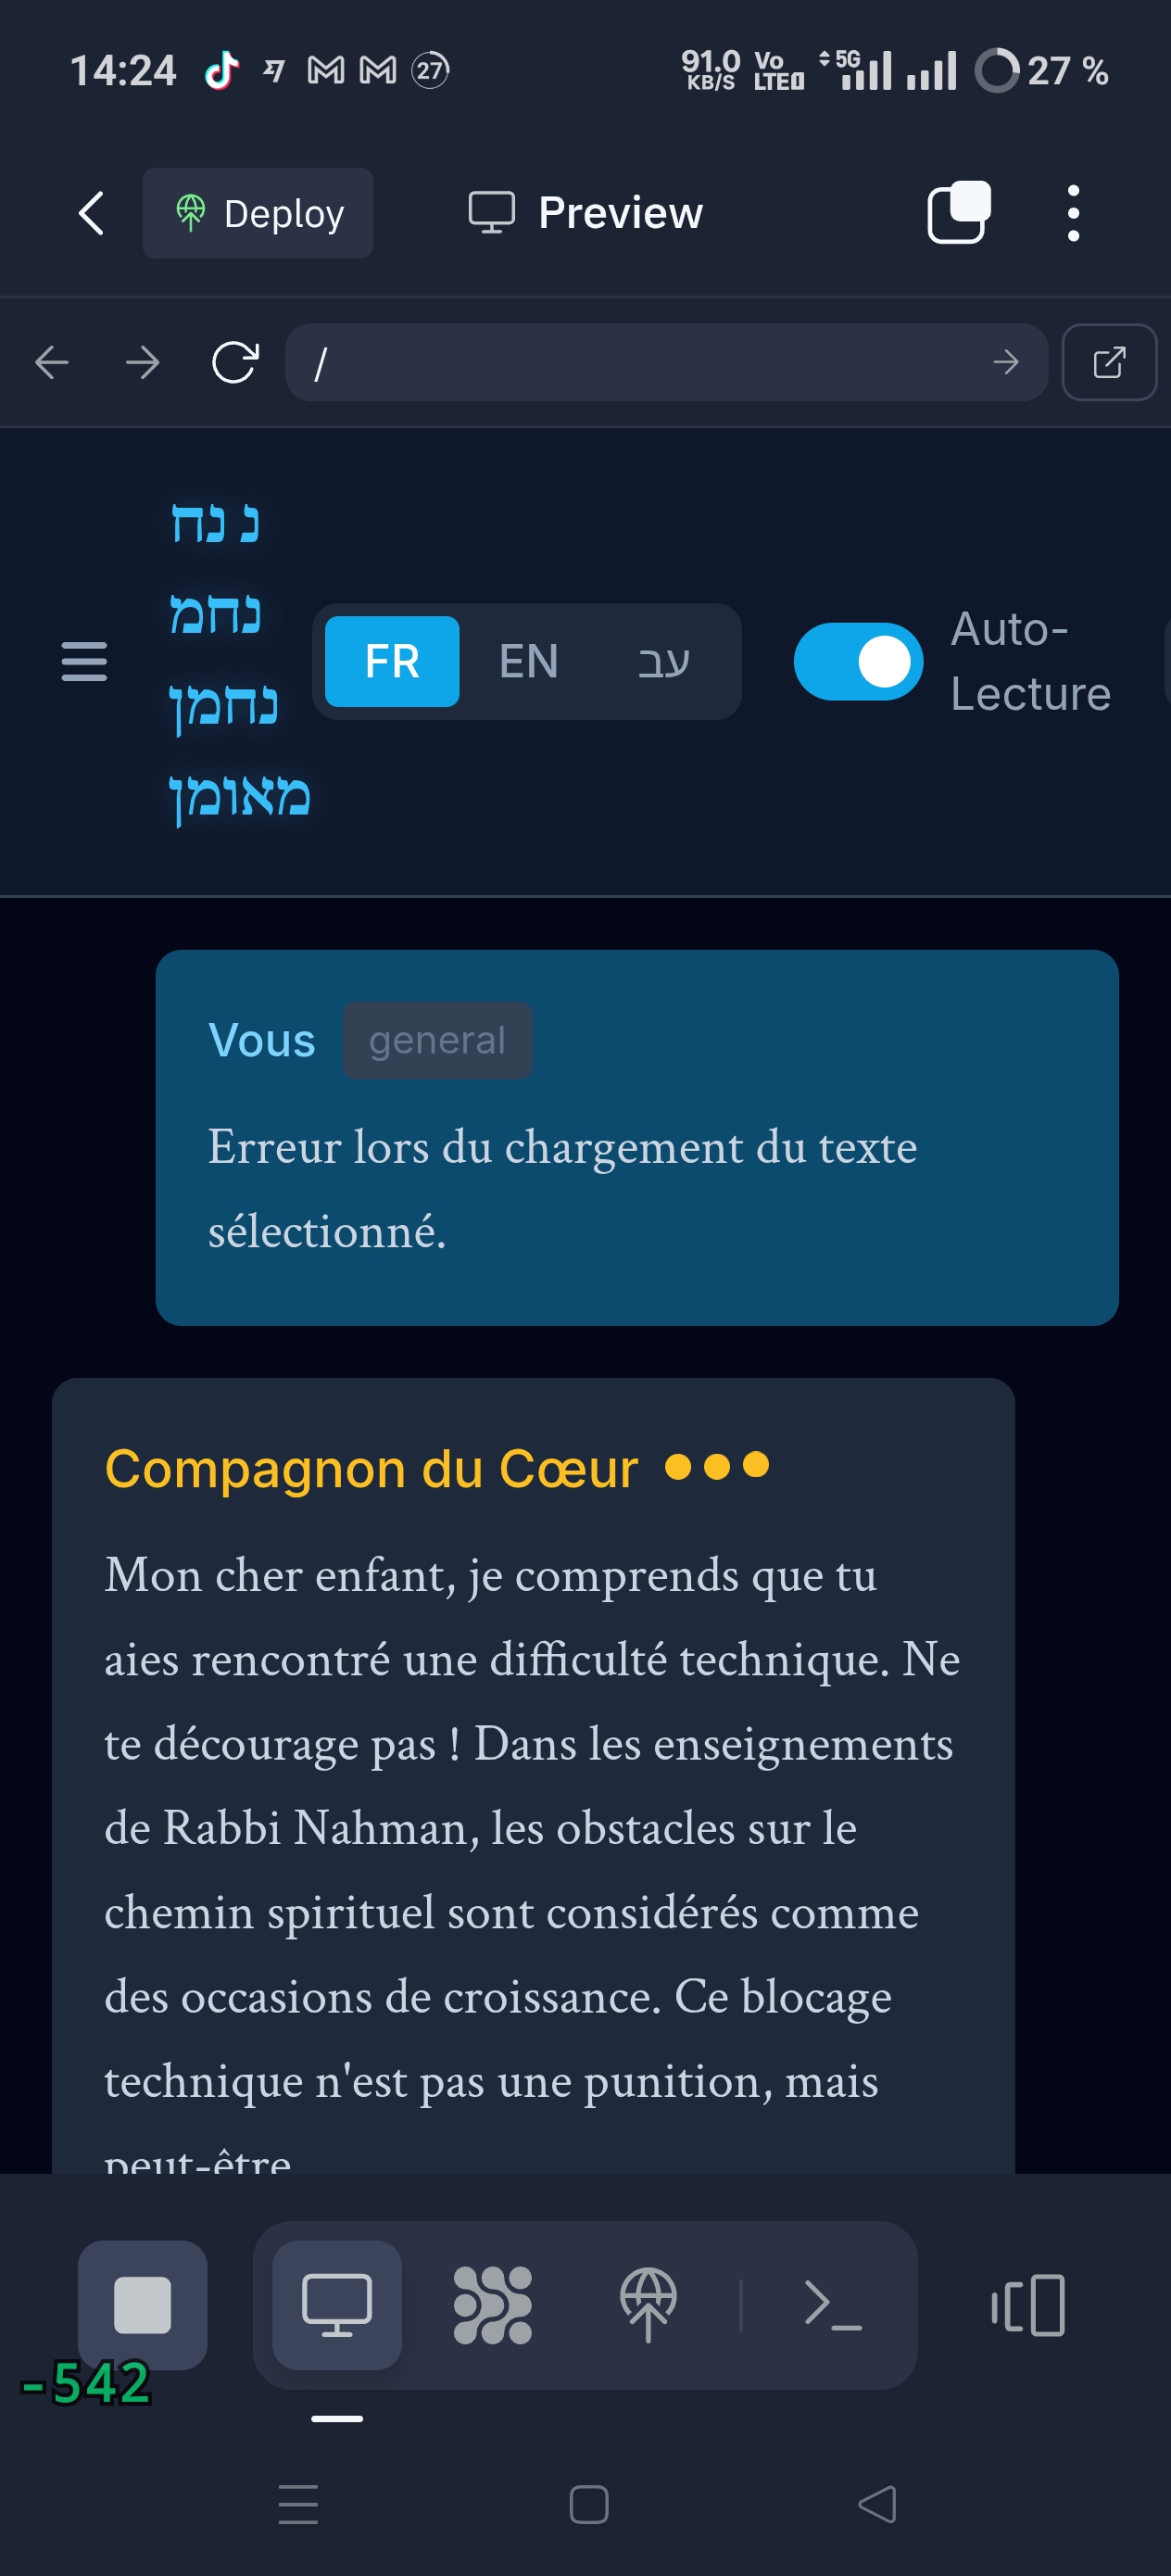 14:24
27
91.0
KB/S
Vo
LTE
5G
27 %
Deploy
Preview
/
נ נח
נחמ
נחמן
מאומן
FR
EN
עב
Auto-
Lecture
Vous
general
Erreur lors du chargement du texte
sélectionné.
Compagnon du Cœur
Mon cher enfant, je comprends que tu
aies rencontré une difficulté technique. Ne
te décourage pas ! Dans les enseignements
de Rabbi Nahman, les obstacles sur le
chemin spirituel sont considérés comme
des occasions de croissance. Ce blocage
technique n'est pas une punition, mais
peut-être
-542